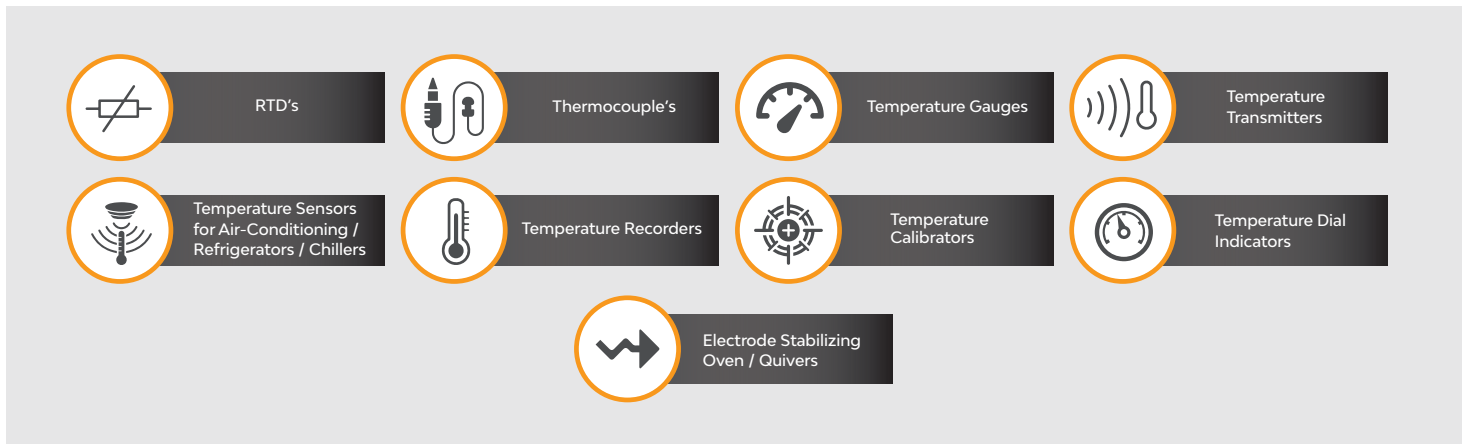 RTD's
Thermocouple's
Temperature Gauges
Temperature
Transmitters
Temperature Sensors
for Air-Conditioning /
Refrigerators / Chillers
Temperature Recorders
Temperature
Calibrators
Temperature Dial
Indicators
Electrode Stabilizing
Oven / Quivers